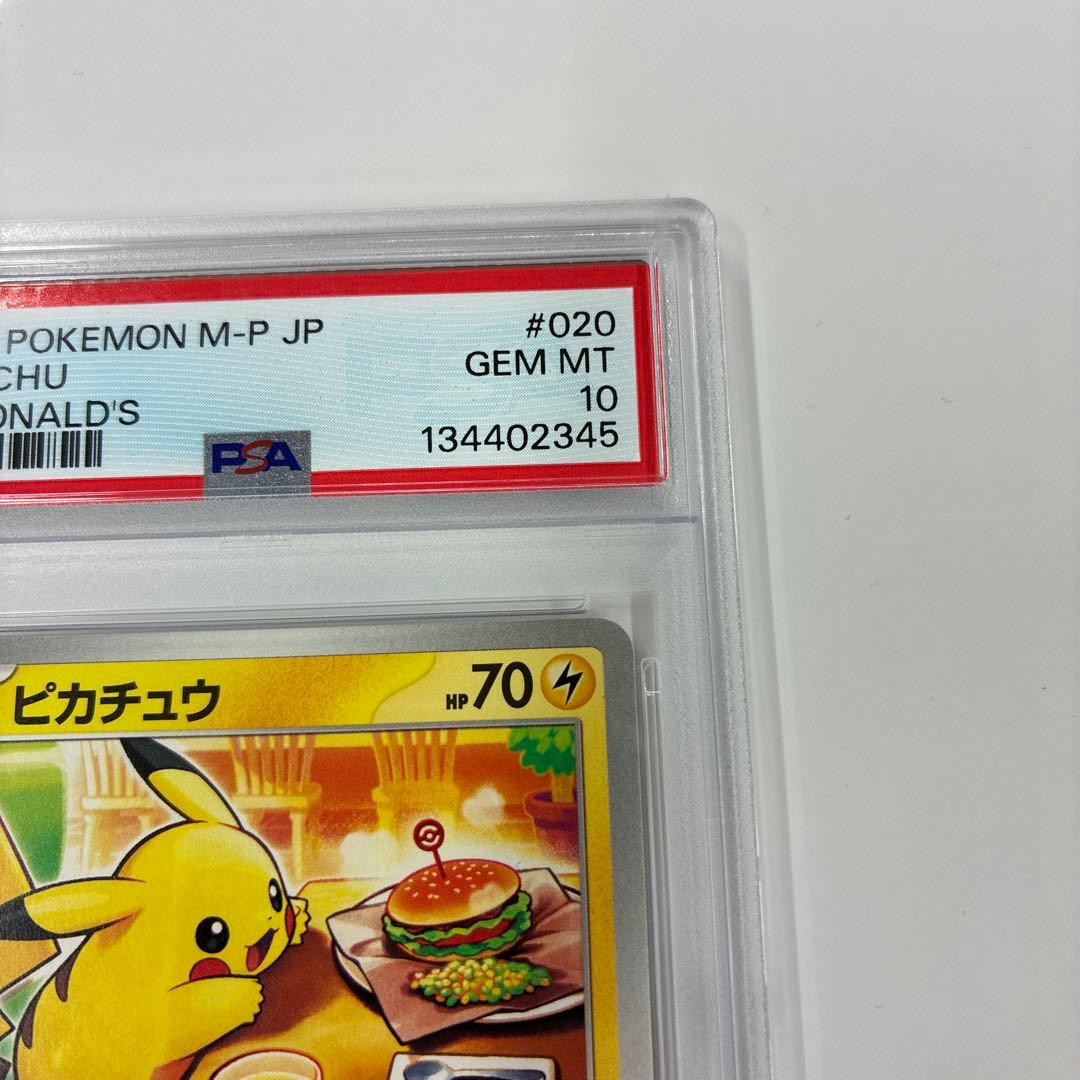 POKEMON M-P JP
#020
CHU
GEM MT
ONALD'S
10
PSA
134402345
ピカチュウ
HP70